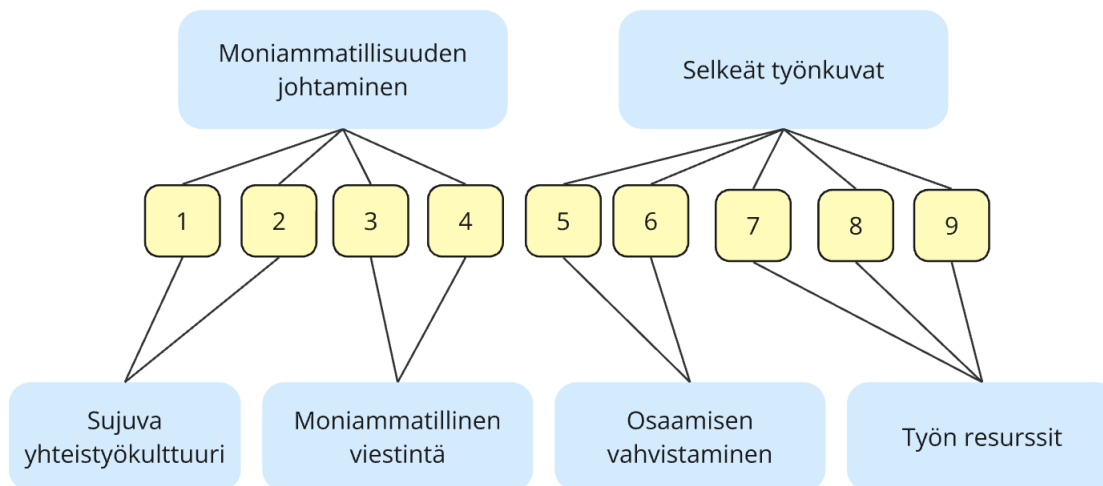 Moniammatillisuuden
johtaminen
Selkeät työnkuvat
1
2
3
4
5
6
7
8
9
Sujuva
yhteistyökulttuuri
Moniammatillinen
viestintä
Osaamisen
vahvistaminen
Työn resurssit